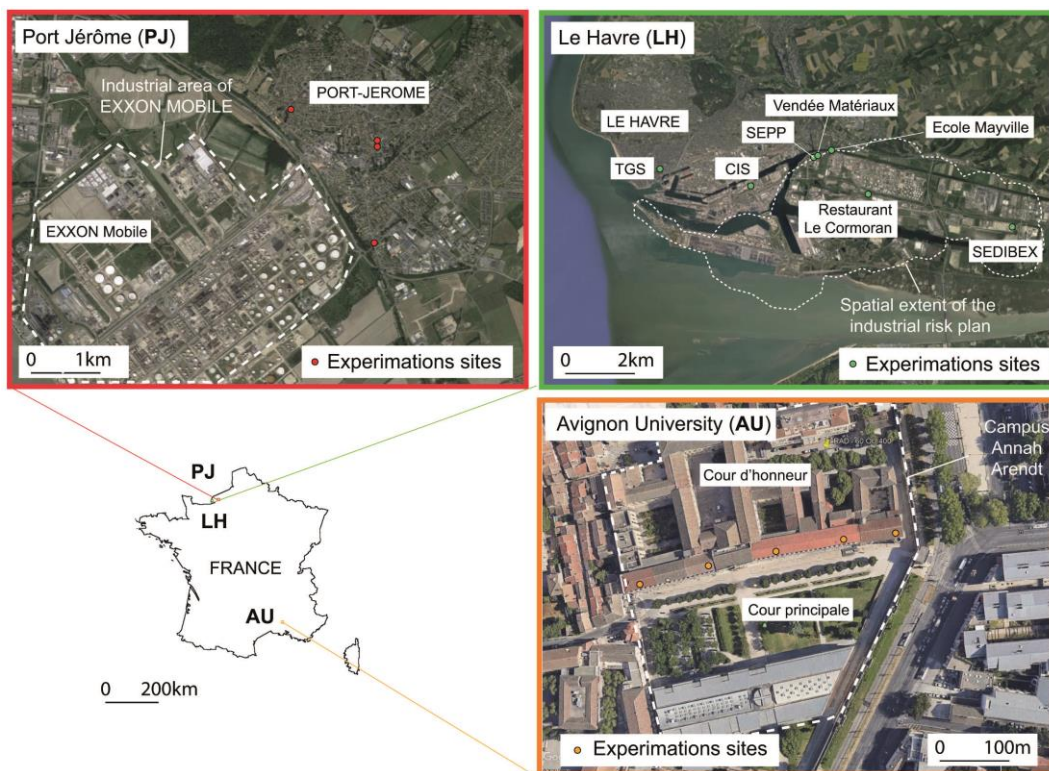 Port Jérôme (PJ)
Industrial area of
EXXON MOBILE
PORT-JEROME
EXXON Mobile
0 1km
Experimations sites
Le Havre (LH)
Vendée Matériaux
SEPP
Ecole Mayville
LE HAVRE
TGS
CIS
Restaurant
Le Cormoran
SEDIBEX
Spatial extent of the
industrial risk plan
0 2km
Experimations sites
PJ
LH
FRANCE
AU
0 200km
Avignon University (AU)
Campus
Annah
Arendt
Cour d'honneur
Cour principale
Experimations sites
0 100m